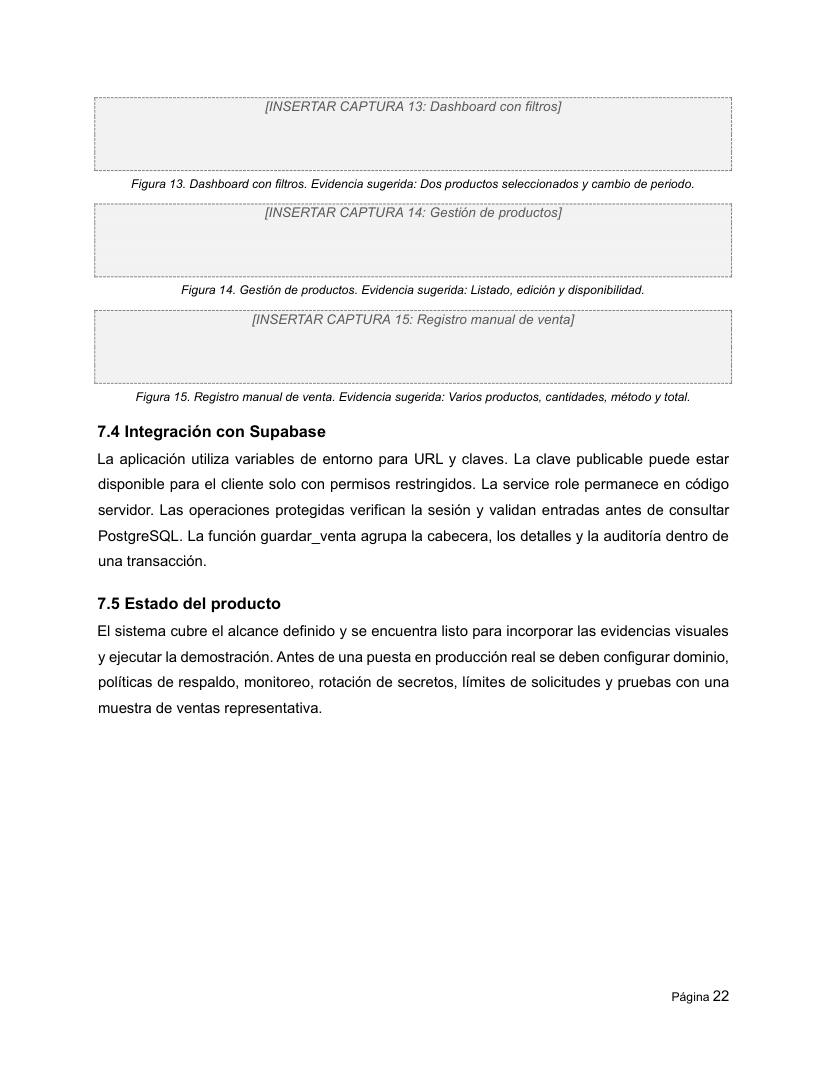 [INSERTAR CAPTURA 13: Dashboard con filtros]
Figura 13. Dashboard con filtros. Evidencia sugerida: Dos productos seleccionados y cambio de periodo.
[INSERTAR CAPTURA 14: Gestión de productos]
Figura 14. Gestión de productos. Evidencia sugerida: Listado, edición y disponibilidad.
[INSERTAR CAPTURA 15: Registro manual de venta]
Figura 15. Registro manual de venta. Evidencia sugerida: Varios productos, cantidades, método y total.
7.4 Integración con Supabase
La aplicación utiliza variables de entorno para URL y claves. La clave publicable puede estar
disponible para el cliente solo con permisos restringidos. La service role permanece en código
servidor. Las operaciones protegidas verifican la sesión y validan entradas antes de consultar
PostgreSQL. La función guardar_venta agrupa la cabecera, los detalles y la auditoría dentro de
una transacción.
7.5 Estado del producto
El sistema cubre el alcance definido y se encuentra listo para incorporar las evidencias visuales
y ejecutar la demostración. Antes de una puesta en producción real se deben configurar dominio,
políticas de respaldo, monitoreo, rotación de secretos, límites de solicitudes y pruebas con una
muestra de ventas representativa.
Página 22